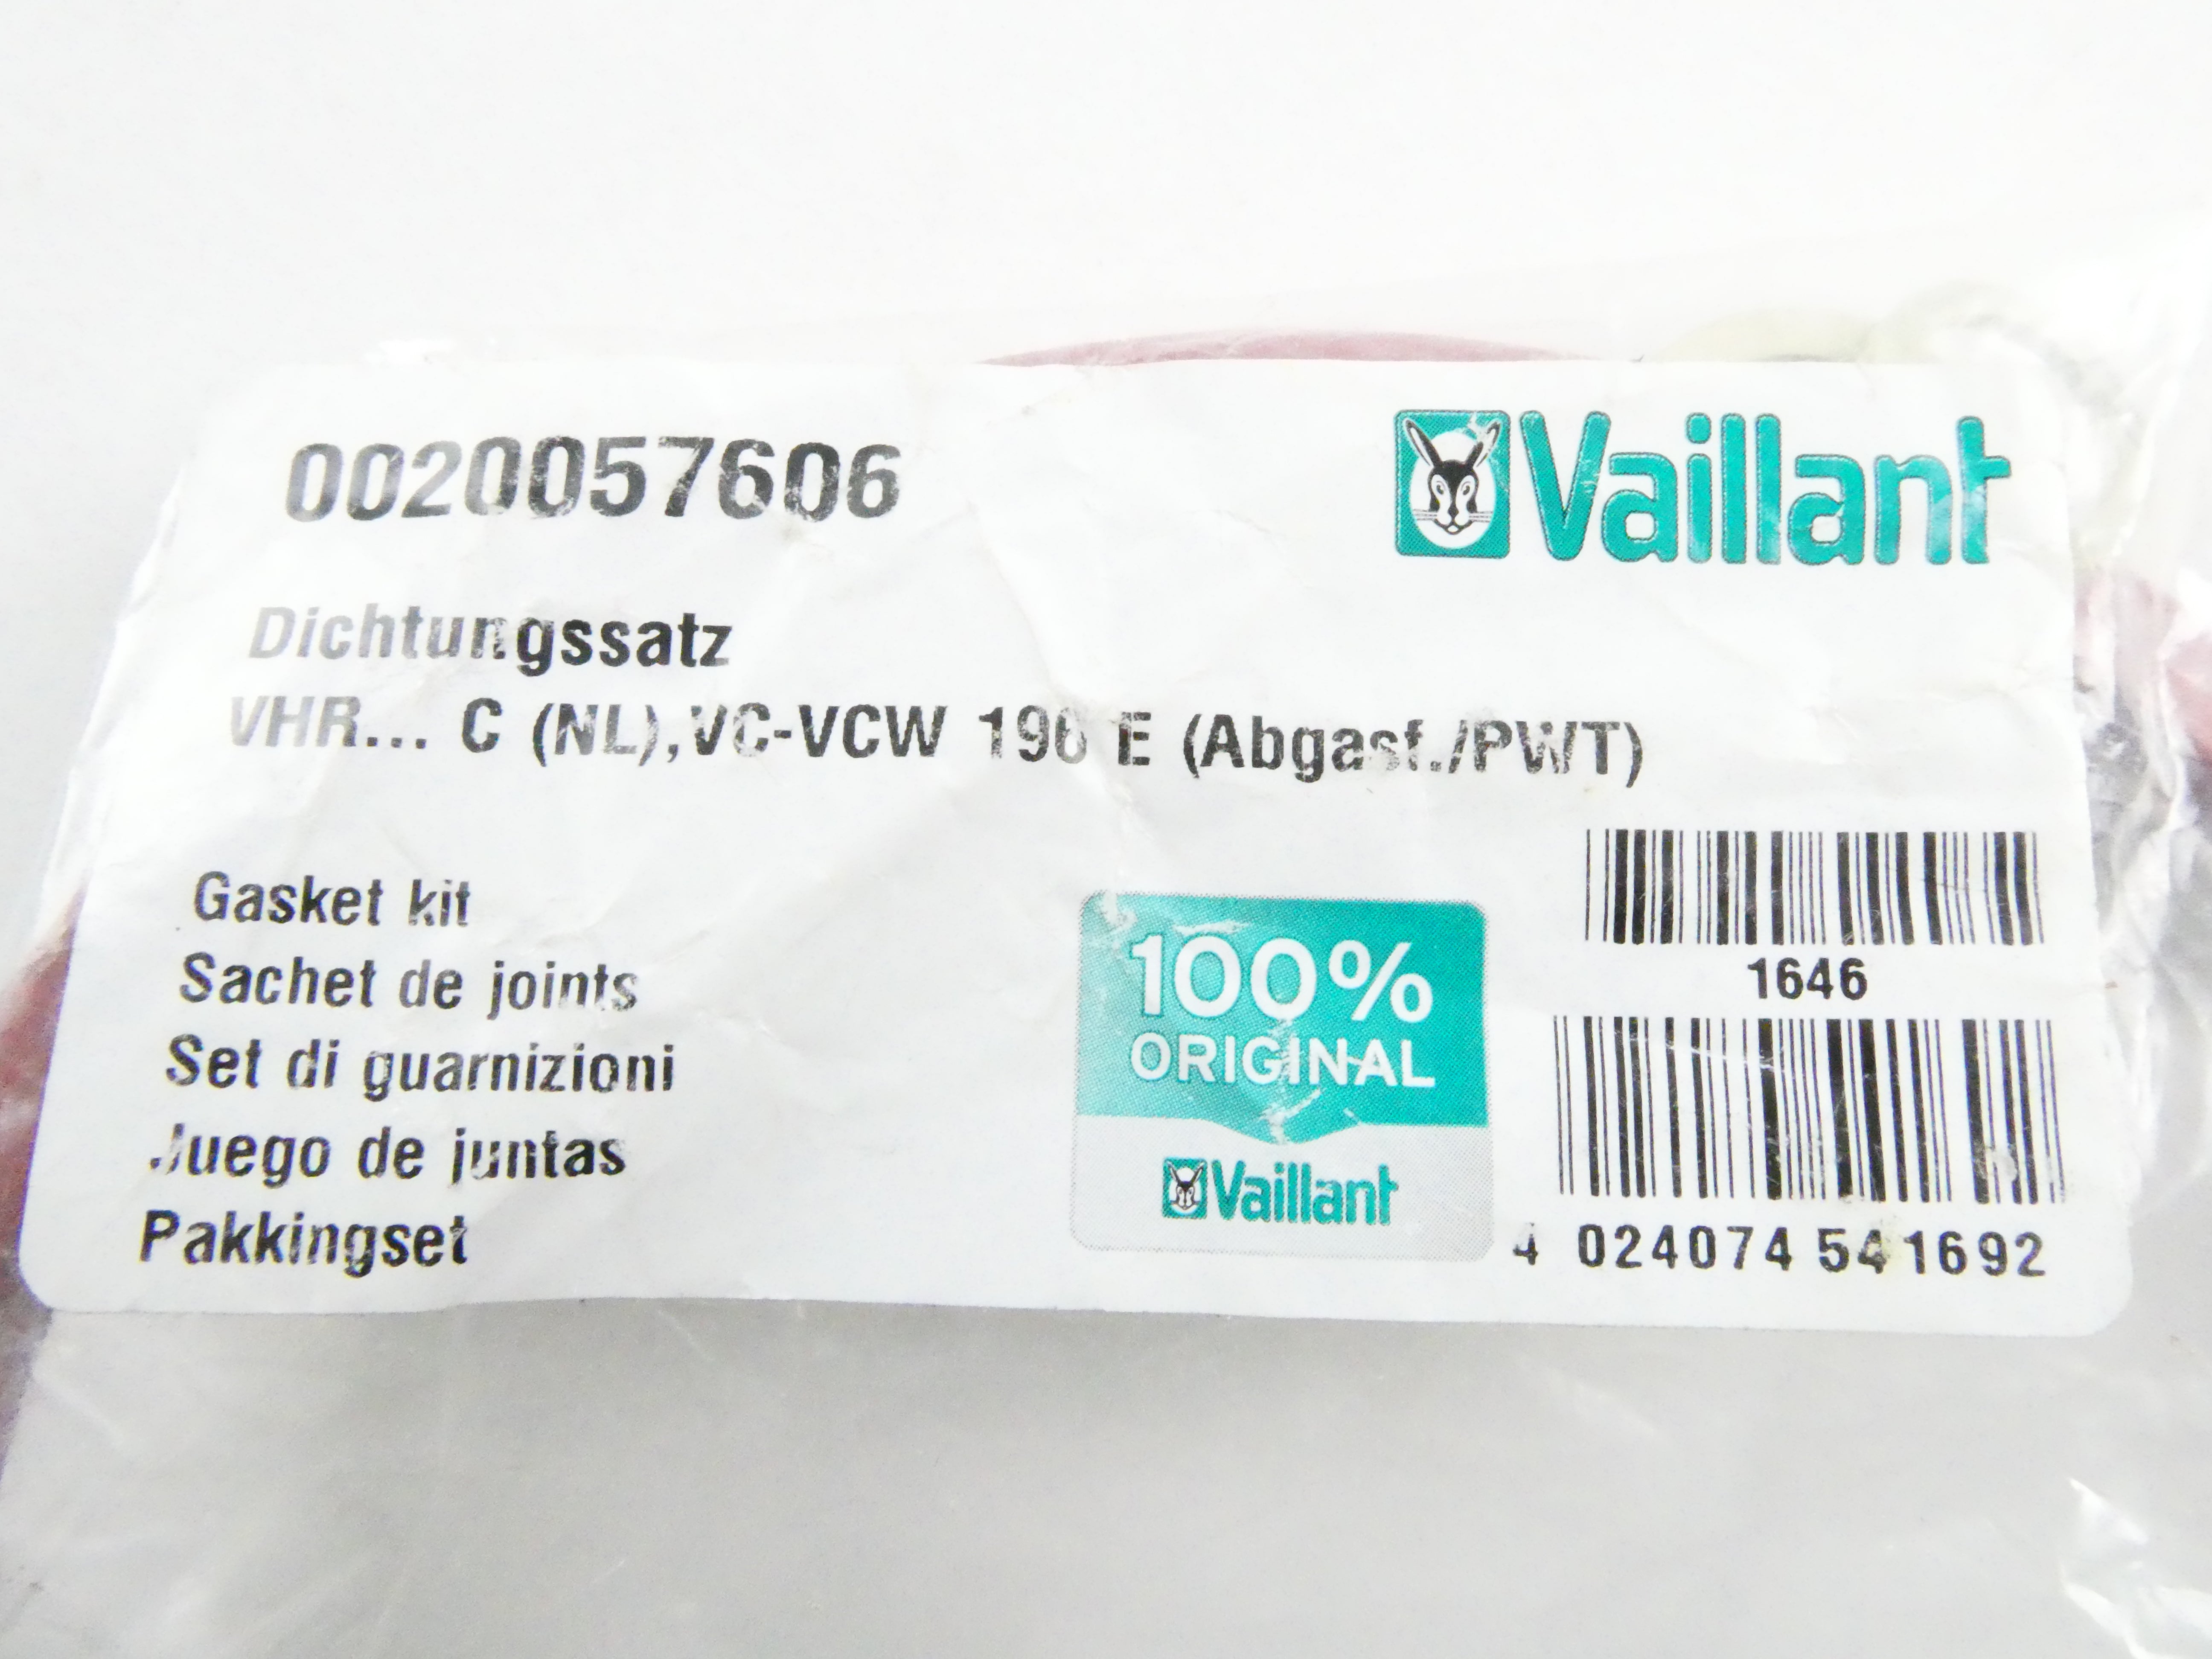 0020057606
Vaillant
Dichtungssatz
VHR... C (NL),VC-VCW 196 E (Abgasf./PWT)
Gasket kit
Sachet de joints
Set di guarnizioni
Juego de juntas
Pakkingset
100%
ORIGINAL
Vaillant
1646
4 024074 541692